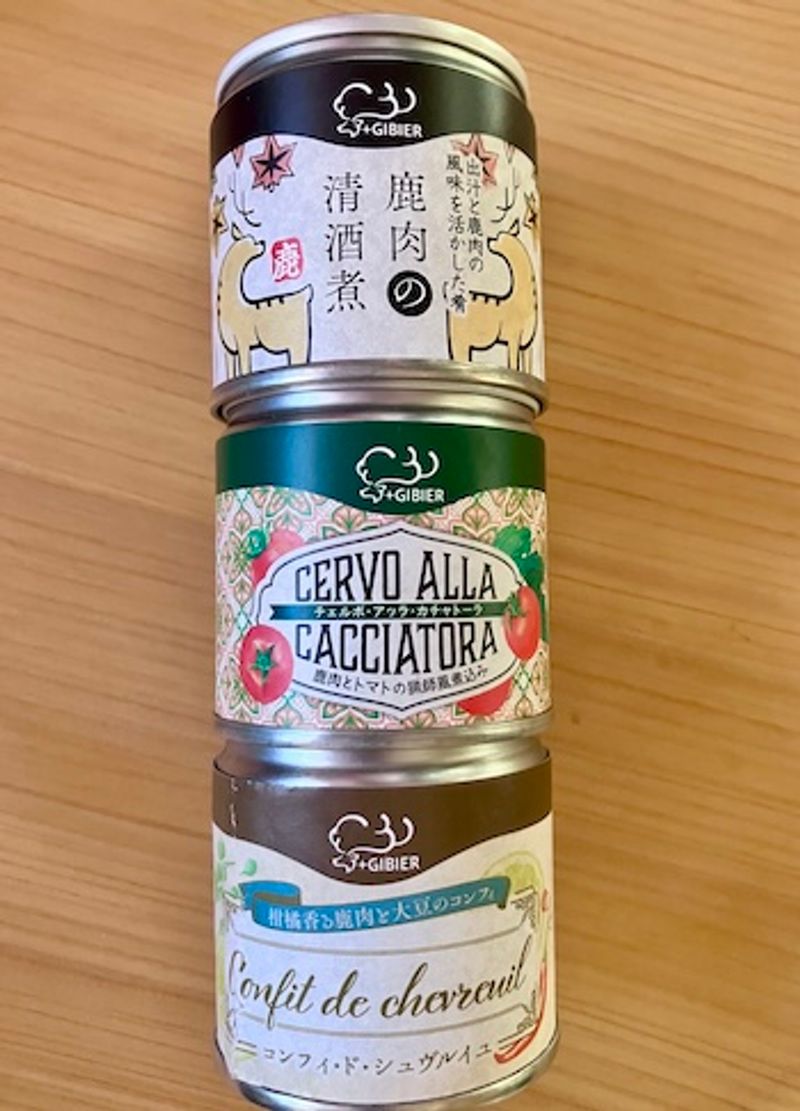 +GIBIER
出汁と鹿肉の
風味を活かした肴
鹿肉の
清酒煮
鹿
+GIBIER
CERVO ALLA
チェルボ・アッラ・カチャトーラ
CACCIATORA
鹿肉とトマトの猟師風煮込み
+GIBIER
柑橘香る鹿肉と大豆のコンフィ
Confit de chevreuil
コンフィ・ド・シュヴルイユ